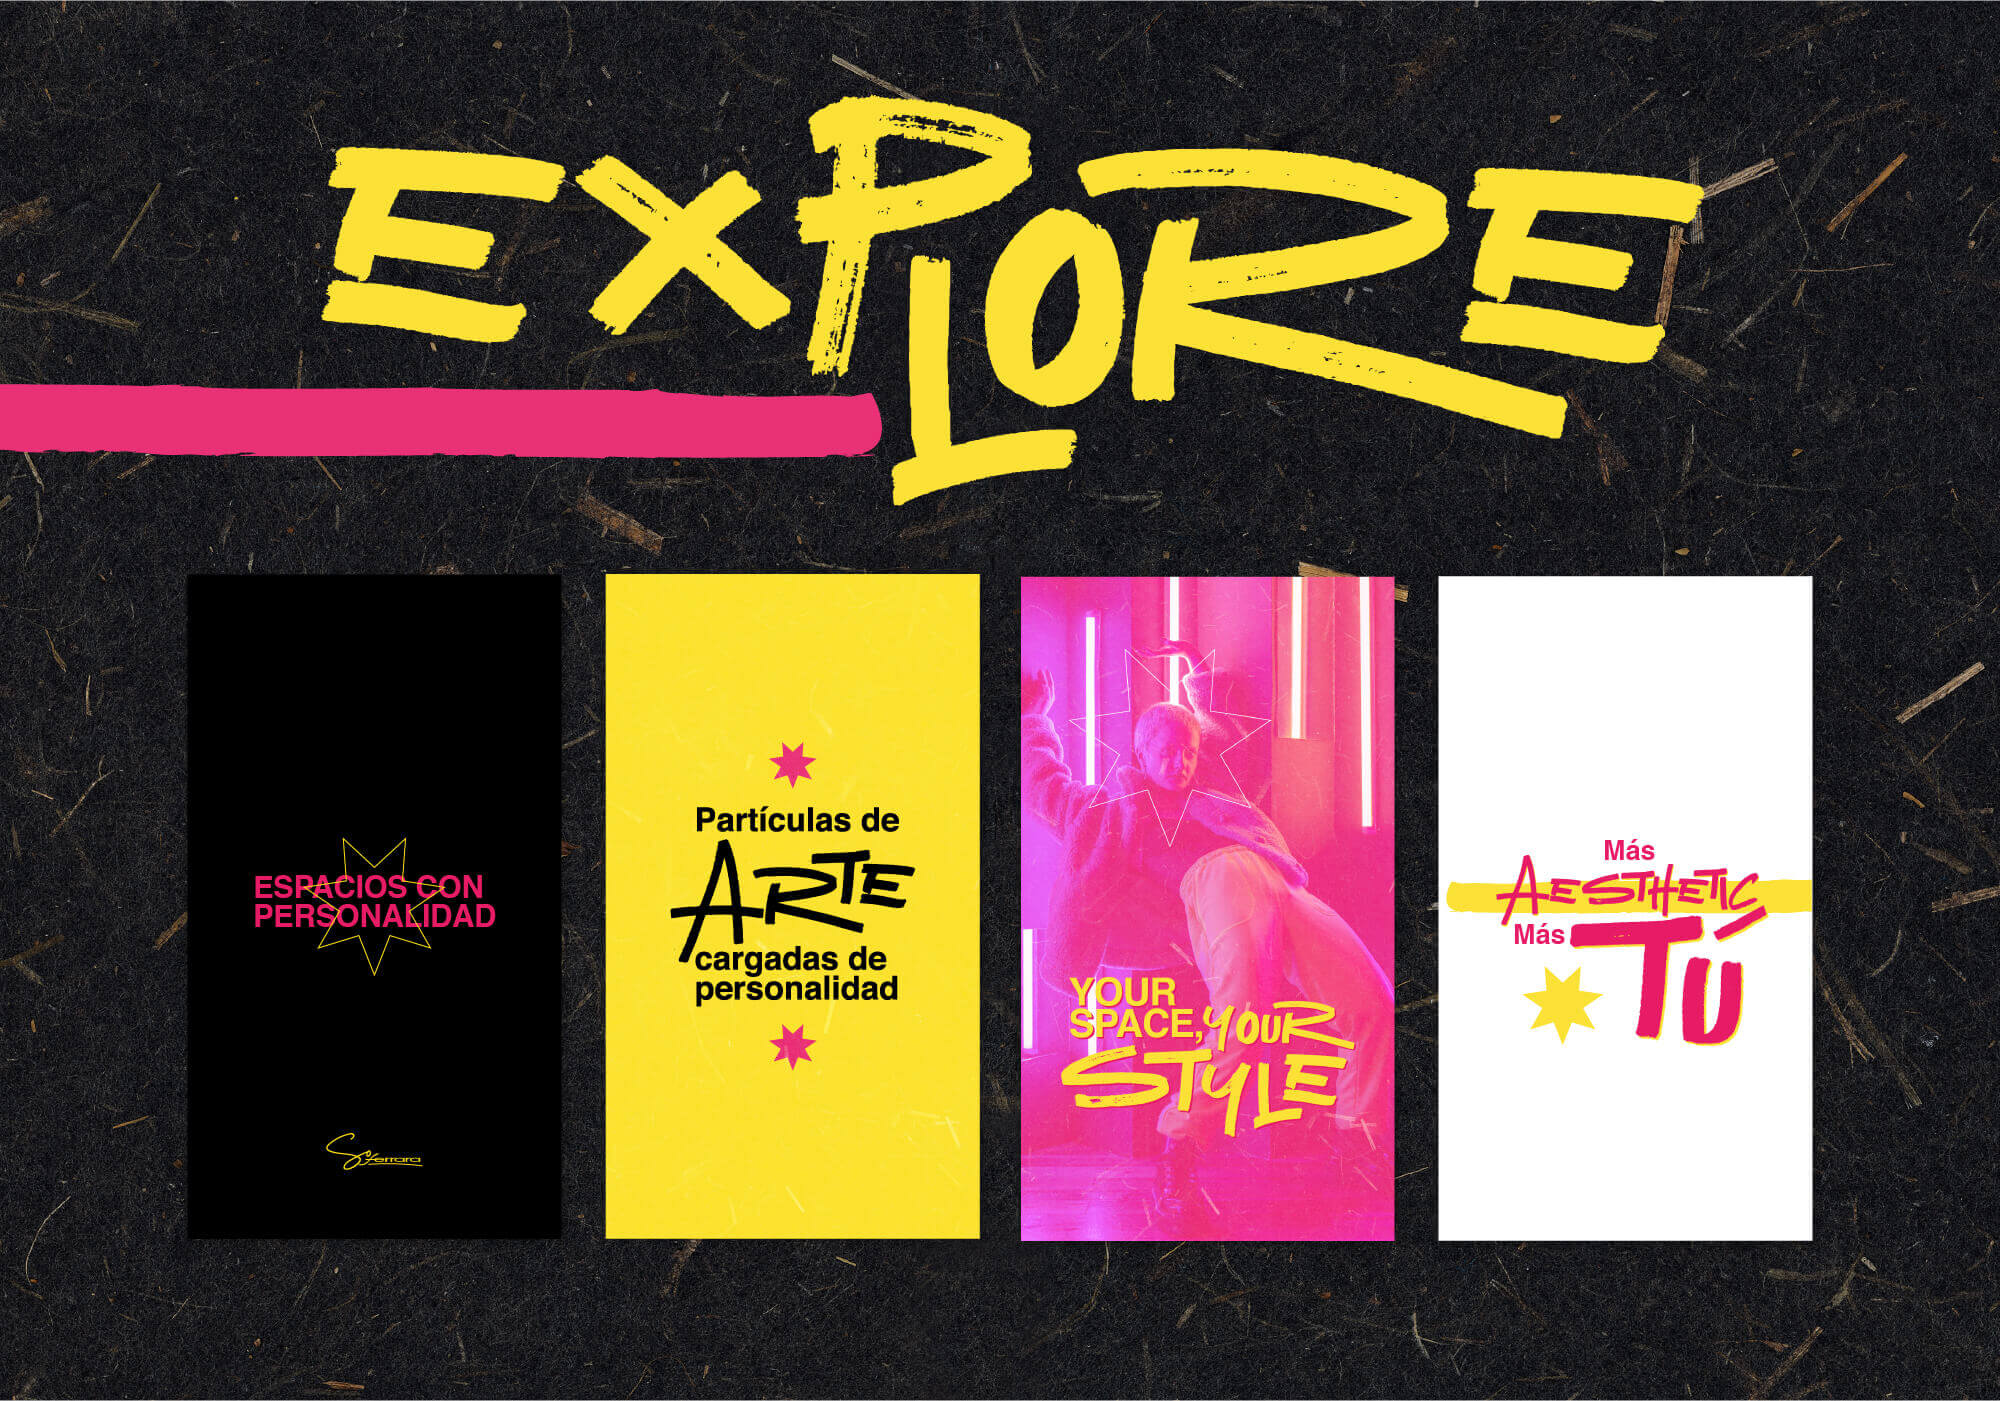 EXPLORE
ESPACIOS CON
PERSONALIDAD
Partículas de
ARTE
cargadas de
personalidad
YOUR
SPACE, YOUR
STYLE
Más
AESTHETIC
Más TÚ